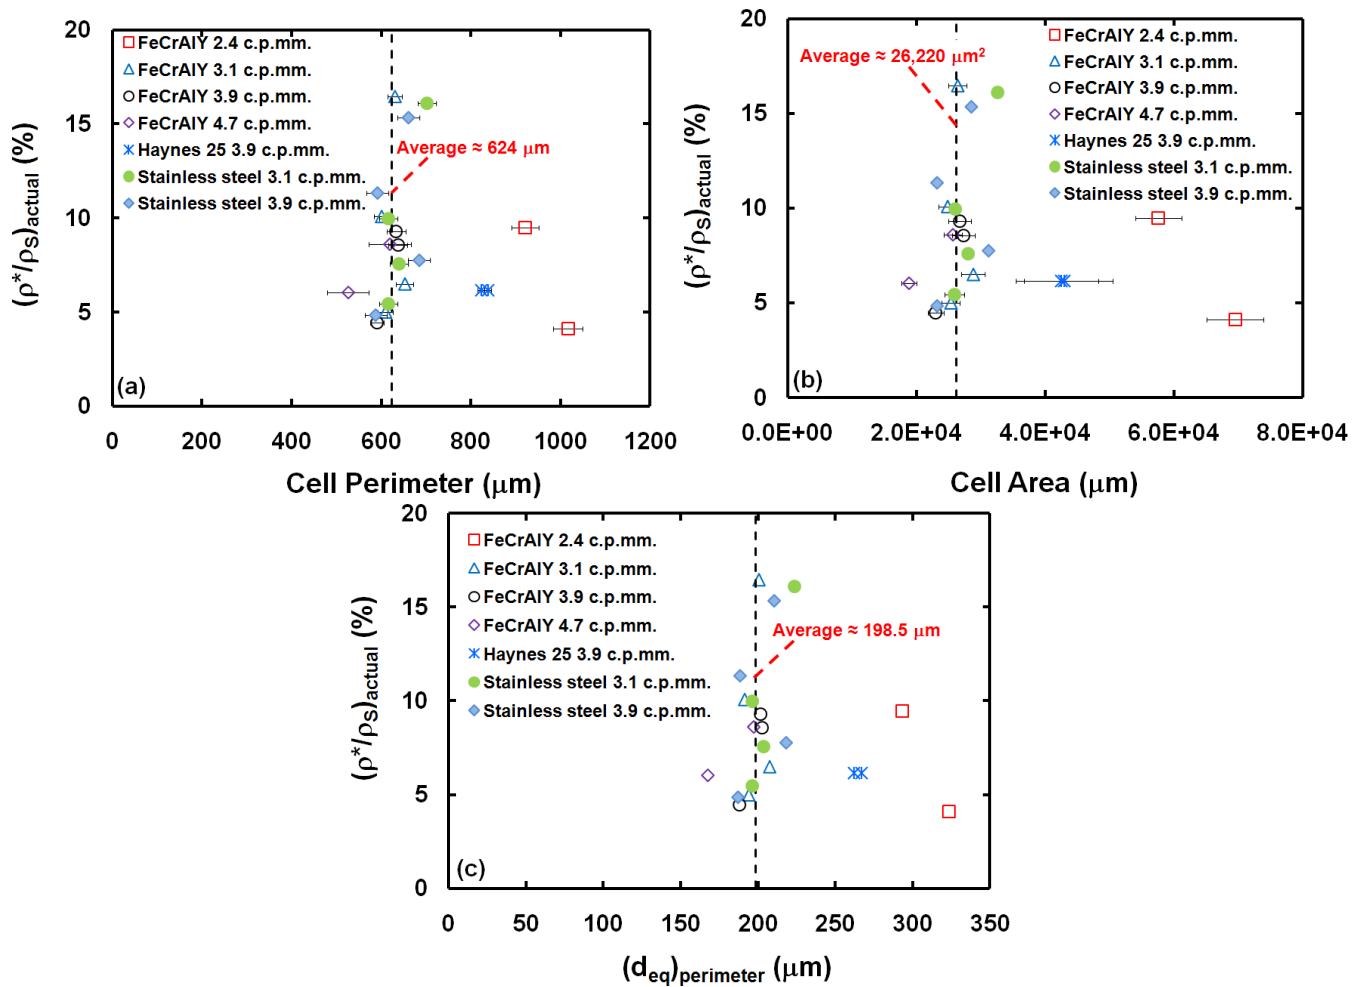 20
15
10
5
0
(ρ*/ρS)actual (%)
FeCrAlY 2.4 c.p.mm.
FeCrAlY 3.1 c.p.mm.
FeCrAlY 3.9 c.p.mm.
FeCrAlY 4.7 c.p.mm.
Haynes 25 3.9 c.p.mm.
Stainless steel 3.1 c.p.mm.
Stainless steel 3.9 c.p.mm.
Average ≈ 624 μm
(a)
0 200 400 600 800 1000 1200
Cell Perimeter (μm)
20
15
10
5
0
(ρ*/ρS)actual (%)
Average ≈ 26,220 μm²
FeCrAlY 2.4 c.p.mm.
FeCrAlY 3.1 c.p.mm.
FeCrAlY 3.9 c.p.mm.
FeCrAlY 4.7 c.p.mm.
Haynes 25 3.9 c.p.mm.
Stainless steel 3.1 c.p.mm.
Stainless steel 3.9 c.p.mm.
(b)
0.0E+00 2.0E+04 4.0E+04 6.0E+04 8.0E+04
Cell Area (μm)
20
15
10
5
0
(ρ*/ρS)actual (%)
FeCrAlY 2.4 c.p.mm.
FeCrAlY 3.1 c.p.mm.
FeCrAlY 3.9 c.p.mm.
FeCrAlY 4.7 c.p.mm.
Haynes 25 3.9 c.p.mm.
Stainless steel 3.1 c.p.mm.
Stainless steel 3.9 c.p.mm.
Average ≈ 198.5 μm
(c)
0 50 100 150 200 250 300 350
(deq)perimeter (μm)